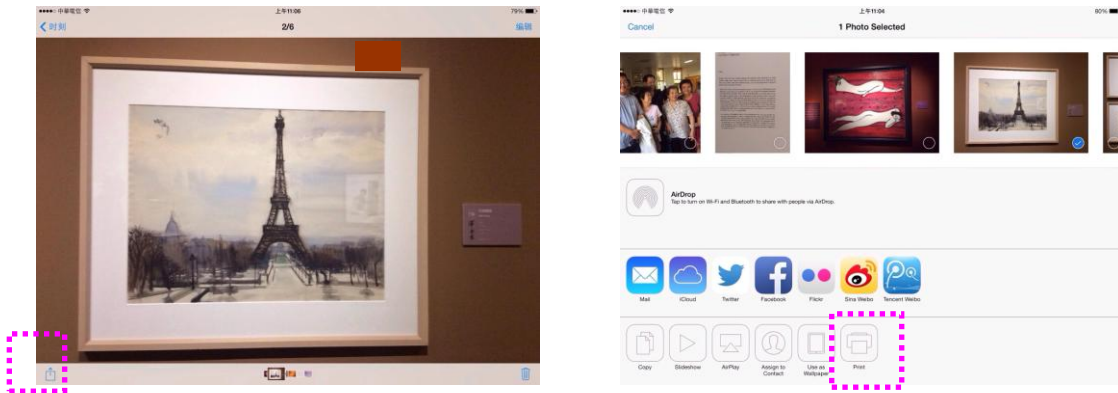 中華電信
上午11:06
79%
時刻
2/6
編輯
中華電信
上午11:04
80%
Cancel
1 Photo Selected
AirDrop
Tap to turn on Wi-Fi and Bluetooth to share with people via AirDrop.
Mail
iCloud
Twitter
Facebook
Flickr
Sina Weibo
Tencent Weibo
Copy
Slideshow
AirPlay
Assign to
Contact
Use as
Wallpaper
Print